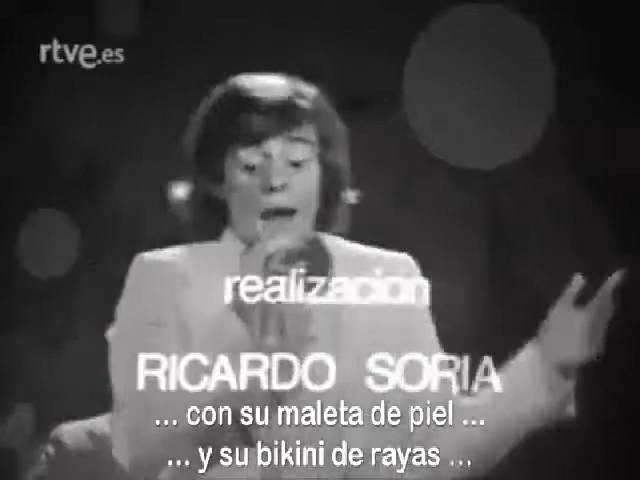 rtve.es
realizacion
RICARDO SORIA
... con su maleta de piel ...
... y su bikini de rayas ...